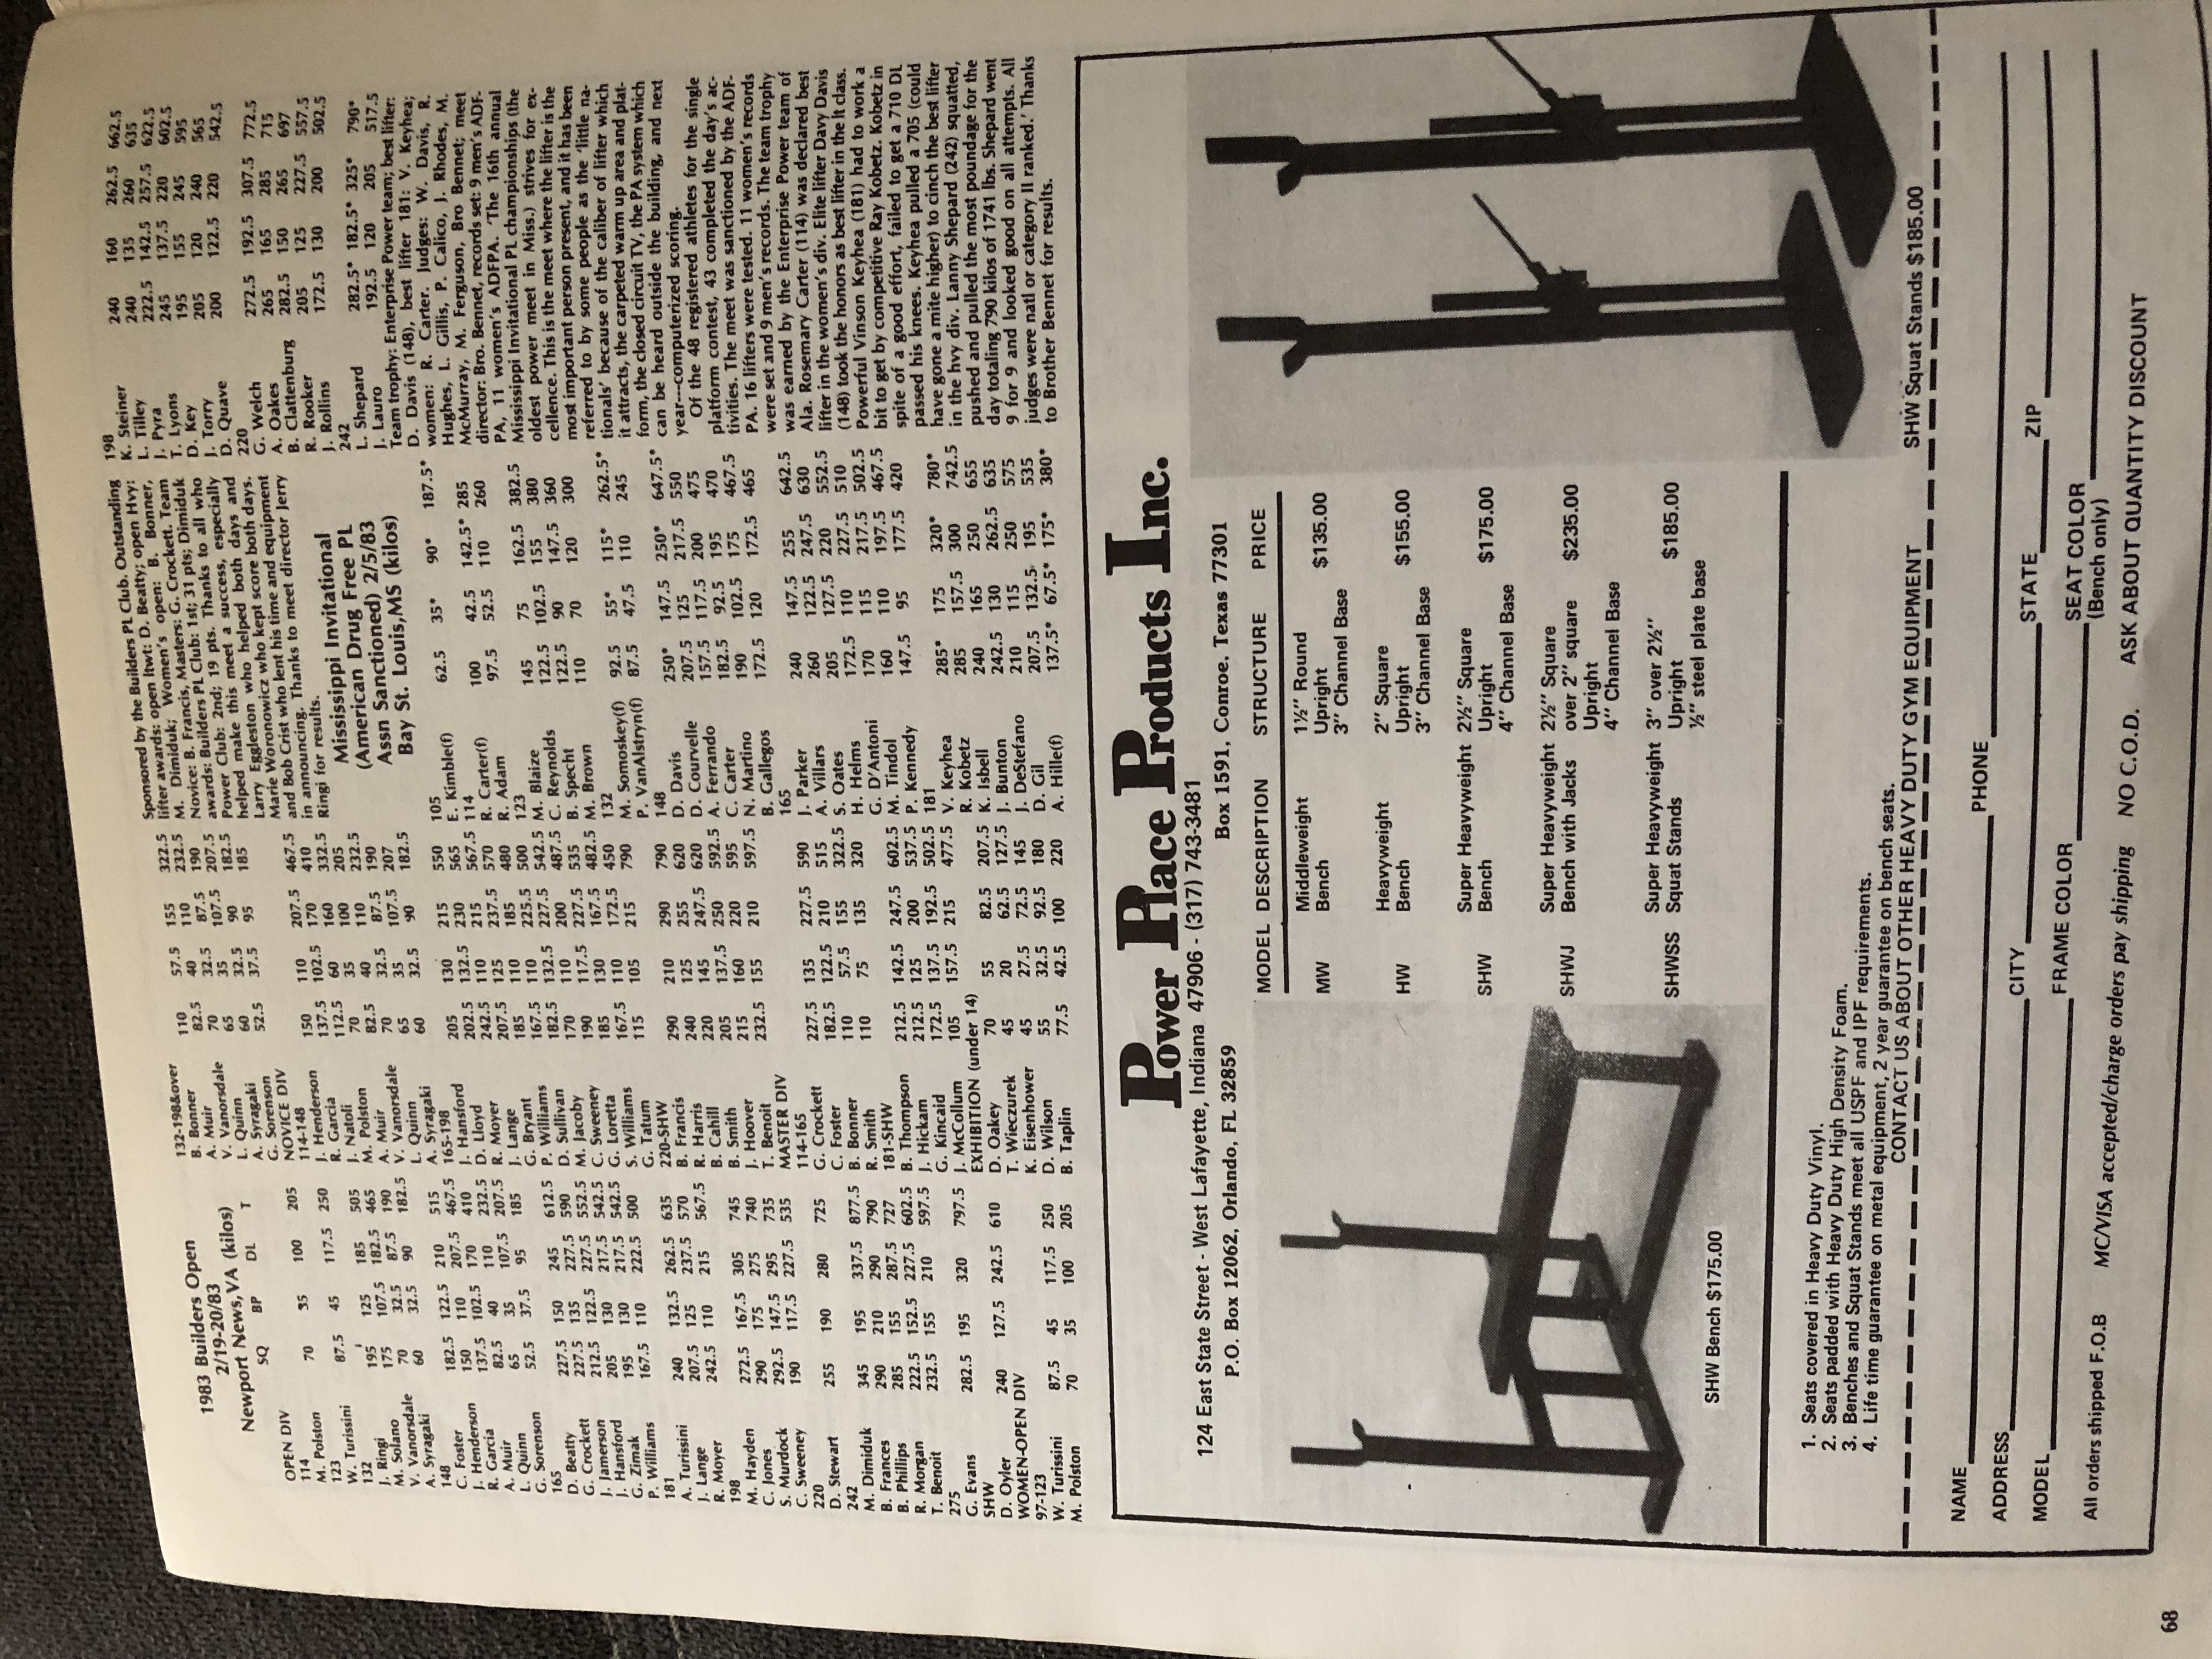 1983 Builders Open
2/19-20/83
Newport News,VA (kilos)
SQ BP DL T
OPEN DIV
114
M. Polston 70 35 100 205
123
W. Turissini 87.5 45 117.5 250
132
J. Ringi 195 125 185 505
M. Solano 175 107.5 182.5 465
V. Vanorsdale 70 32.5 87.5 190
A. Syragaki 60 32.5 90 182.5
148
C. Foster 182.5 122.5 210 515
J. Henderson 150 110 207.5 467.5
R. Garcia 137.5 102.5 170 410
A. Muir 82.5 40 110 232.5
L. Quinn 65 35 107.5 207.5
G. Sorenson 52.5 37.5 95 185
165
D. Beatty 227.5 150 245 612.5
G. Crockett 227.5 135 227.5 590
J. Jamerson 212.5 122.5 227.5 552.5
J. Hansford 205 130 217.5 542.5
G. Zimak 195 130 217.5 542.5
P. Williams 167.5 110 222.5 500
181
A. Turissini 240 132.5 262.5 635
J. Lange 207.5 125 237.5 570
R. Moyer 242.5 110 215 567.5
198
M. Hayden 272.5 167.5 305 745
C. Jones 290 175 275 740
S. Murdock 292.5 147.5 295 735
C. Sweeney 190 117.5 227.5 535
220
D. Stewart 255 190 280 725
242
M. Dimiduk 345 195 337.5 877.5
B. Frances 290 210 290 790
B. Phillips 285 155 287.5 727
R. Morgan 222.5 152.5 227.5 602.5
T. Benoit 232.5 155 210 597.5
275
G. Evans 282.5 195 320 797.5
SHW
D. Oyler 240 127.5 242.5 610
WOMEN-OPEN DIV
97-123
W. Turissini 87.5 45 117.5 250
M. Polston 70 35 100 205
132-198&over
B. Bonner 110 57.5 155 322.5
A. Muir 82.5 40 110 232.5
V. Vanorsdale 70 32.5 87.5 190
L. Quinn 65 35 107.5 207.5
A. Syragaki 60 32.5 90 182.5
G. Sorenson 52.5 37.5 95 185
NOVICE DIV
114-148
J. Henderson 150 110 207.5 467.5
R. Garcia 137.5 102.5 170 410
J. Natoli 112.5 60 160 332.5
M. Polston 70 35 100 205
A. Muir 82.5 40 110 232.5
V. Vanorsdale 70 32.5 87.5 190
L. Quinn 65 35 107.5 207
A. Syragaki 60 32.5 90 182.5
165-198
J. Hansford 205 130 215 550
D. Lloyd 202.5 132.5 230 565
R. Moyer 242.5 110 215 567.5
J. Lange 207.5 125 237.5 570
G. Bryant 185 110 185 480
P. Williams 167.5 110 225.5 500
D. Sullivan 182.5 132.5 227.5 542.5
M. Jacoby 170 110 200 487.5
C. Sweeney 190 117.5 227.5 535
G. Loretta 185 130 167.5 482.5
S. Williams 167.5 110 172.5 450
G. Tatum 115 105 215 790
220-SHW
B. Francis 290 210 290 790
R. Harris 240 125 255 620
B. Cahill 220 145 247.5 620
B. Smith 205 137.5 250 592.5
J. Hoover 215 160 220 595
T. Benoit 232.5 155 210 597.5
MASTER DIV
114-165
G. Crockett 227.5 135 227.5 590
C. Foster 182.5 122.5 210 515
B. Bonner 110 57.5 155 322.5
R. Smith 110 75 135 320
181-SHW
B. Thompson 212.5 142.5 247.5 602.5
J. Hickam 212.5 125 200 537.5
G. Kincaid 172.5 137.5 192.5 502.5
J. McCollum 105 157.5 215 477.5
EXHIBITION (under 14)
D. Oakey 70 55 82.5 207.5
T. Wieczurek 45 20 62.5 127.5
K. Eisenhower 45 27.5 72.5 145
D. Wilson 55 32.5 92.5 180
B. Taplin 77.5 42.5 100 220
Sponsored by the Builders PL Club. Outstanding
lifter awards: open ltwt: D. Beatty; open Hvy:
M. Dimiduk; Women's open: B. Bonner,
Novice: B. Francis, Masters: G. Crockett. Team
awards: Builders PL Club: 1st; 31 pts; Dimiduk
Power Club: 2nd; 19 pts. Thanks to all who
helped make this meet a success, especially
Larry Eggleston who helped both days and
Marie Woronowicz who kept score both days.
and Bob Crist who lent his time and equipment
in announcing. Thanks to meet director Jerry
Ringi for results.
Mississippi Invitational
(American Drug Free PL
Assn Sanctioned) 2/5/83
Bay St. Louis,MS (kilos)
105
E. Kimble(f) 62.5 35* 90* 187.5*
114
R. Carter(f) 100 42.5 142.5* 285
R. Adam 97.5 52.5 110 260
123
M. Blaize 145 75 162.5 382.5
C. Reynolds 122.5 102.5 155 380
B. Specht 122.5 90 147.5 360
M. Brown 110 70 120 300
132
M. Somoskey(f) 92.5 55* 115* 262.5*
P. VanAlstryn(f) 87.5 47.5 110 245
148
D. Davis 250* 147.5 250* 647.5*
D. Courvelle 207.5 125 217.5 550
A. Ferrando 157.5 117.5 200 475
C. Carter 182.5 92.5 195 470
N. Martino 190 102.5 175 467.5
B. Gallegos 172.5 120 172.5 465
165
J. Parker 240 147.5 255 642.5
A. Villars 260 122.5 247.5 630
S. Oates 205 127.5 220 552.5
H. Helms 172.5 110 227.5 510
G. D'Antoni 170 115 217.5 502.5
M. Tindol 160 110 197.5 467.5
P. Kennedy 147.5 95 177.5 420
181
V. Keyhea 285* 175 320* 780*
R. Kobetz 285 157.5 300 742.5
K. Isbell 240 165 250 655
J. Bunton 242.5 130 262.5 635
J. DeStefano 210 115 250 575
D. Gil 207.5 132.5 195 535
A. Hille(f) 137.5* 67.5* 175* 380*
198
K. Steiner 240 160 262.5 662.5
L. Tilley 240 135 260 635
J. Pyra 222.5 142.5 257.5 622.5
T. Lyons 245 137.5 220 602.5
D. Key 195 155 245 595
J. Torry 205 120 240 565
D. Quave 200 122.5 220 542.5
220
G. Welch 272.5 192.5 307.5 772.5
A. Oakes 265 165 285 715
B. Clattenburg 282.5 150 265 697
R. Rooker 205 125 227.5 557.5
J. Rollins 172.5 130 200 502.5
242
L. Shepard 282.5* 182.5* 325* 790*
J. Lauro 192.5 120 205 517.5
Team trophy: Enterprise Power team; best lifter:
D. Davis (148), best lifter 181: V. Keyhea;
women: R. Carter. Judges: W. Davis, R.
Hughes, L. Gillis, P. Calico, J. Rhodes, M.
McMurray, M. Ferguson, Bro Bennet; meet
director: Bro. Bennet, records set: 9 men's ADF-
PA, 11 women's ADFPA. 'The 16th annual
Mississippi Invitational PL championships (the
oldest power meet in Miss.) strives for ex-
cellence. This is the meet where the lifter is the
most important person present, and it has been
referred to by some people as the 'little na-
tionals' because of the caliber of lifter which
it attracts, the carpeted warm up area and plat-
form, the closed circuit TV, the PA system which
can be heard outside the building, and next
year---computerized scoring.
Of the 48 registered athletes for the single
platform contest, 43 completed the day's ac-
tivities. The meet was sanctioned by the ADF-
PA. 16 lifters were tested. 11 women's records
were set and 9 men's records. The team trophy
was earned by the Enterprise Power team of
Ala. Rosemary Carter (114) was declared best
lifter in the women's div. Elite lifter Davy Davis
(148) took the honors as best lifter in the lt class.
Powerful Vinson Keyhea (181) had to work a
bit to get by competitive Ray Kobetz. Kobetz in
spite of a good effort, failed to get a 710 DL
passed his knees. Keyhea pulled a 705 (could
have gone a mite higher) to cinch the best lifter
in the hvy div. Lanny Shepard (242) squatted,
pushed and pulled the most poundage for the
day totaling 790 kilos of 1741 lbs. Shepard went
9 for 9 and looked good on all attempts. All
judges were natl or category II ranked.' Thanks
to Brother Bennet for results.
Power Place Products Inc.
124 East State Street - West Lafayette, Indiana 47906 - (317) 743-3481
P.O. Box 12062, Orlando, FL 32859 Box 1591, Conroe, Texas 77301
MODEL DESCRIPTION STRUCTURE PRICE
Middleweight 1½″ Round
MW Bench Upright $135.00
3″ Channel Base
Heavyweight 2″ Square
HW Bench Upright $155.00
3″ Channel Base
Super Heavyweight 2½″ Square
SHW Bench Upright $175.00
4″ Channel Base
Super Heavyweight 2½″ Square
SHWJ Bench with Jacks over 2″ square $235.00
Upright
4″ Channel Base
Super Heavyweight 3″ over 2½″
SHWSS Squat Stands Upright $185.00
½″ steel plate base
SHW Bench $175.00
1. Seats covered in Heavy Duty Vinyl.
2. Seats padded with Heavy Duty High Density Foam.
3. Benches and Squat Stands meet all USPF and IPF requirements.
4. Life time guarantee on metal equipment, 2 year guarantee on bench seats.
CONTACT US ABOUT OTHER HEAVY DUTY GYM EQUIPMENT
SHW Squat Stands $185.00
NAME PHONE
ADDRESS CITY STATE ZIP
MODEL FRAME COLOR SEAT COLOR
(Bench only)
All orders shipped F.O.B MC/VISA accepted/charge orders pay shipping NO C.O.D. ASK ABOUT QUANTITY DISCOUNT
68